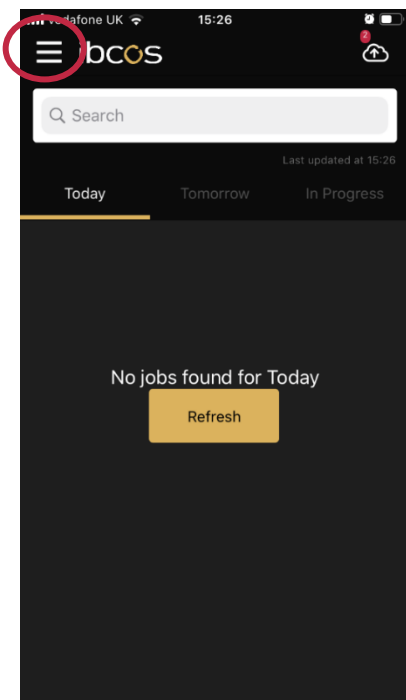 vodafone UK 15:26
ibcos
2
Search
Last updated at 15:26
Today Tomorrow In Progress
No jobs found for Today
Refresh